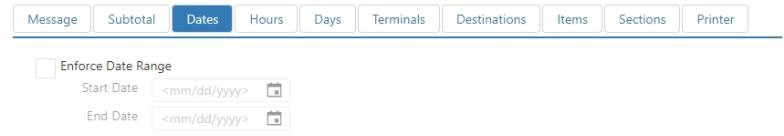 Message Subtotal Dates Hours Days Terminals Destinations Items Sections Printer
Enforce Date Range
Start Date <mm/dd/yyyy>
End Date <mm/dd/yyyy>